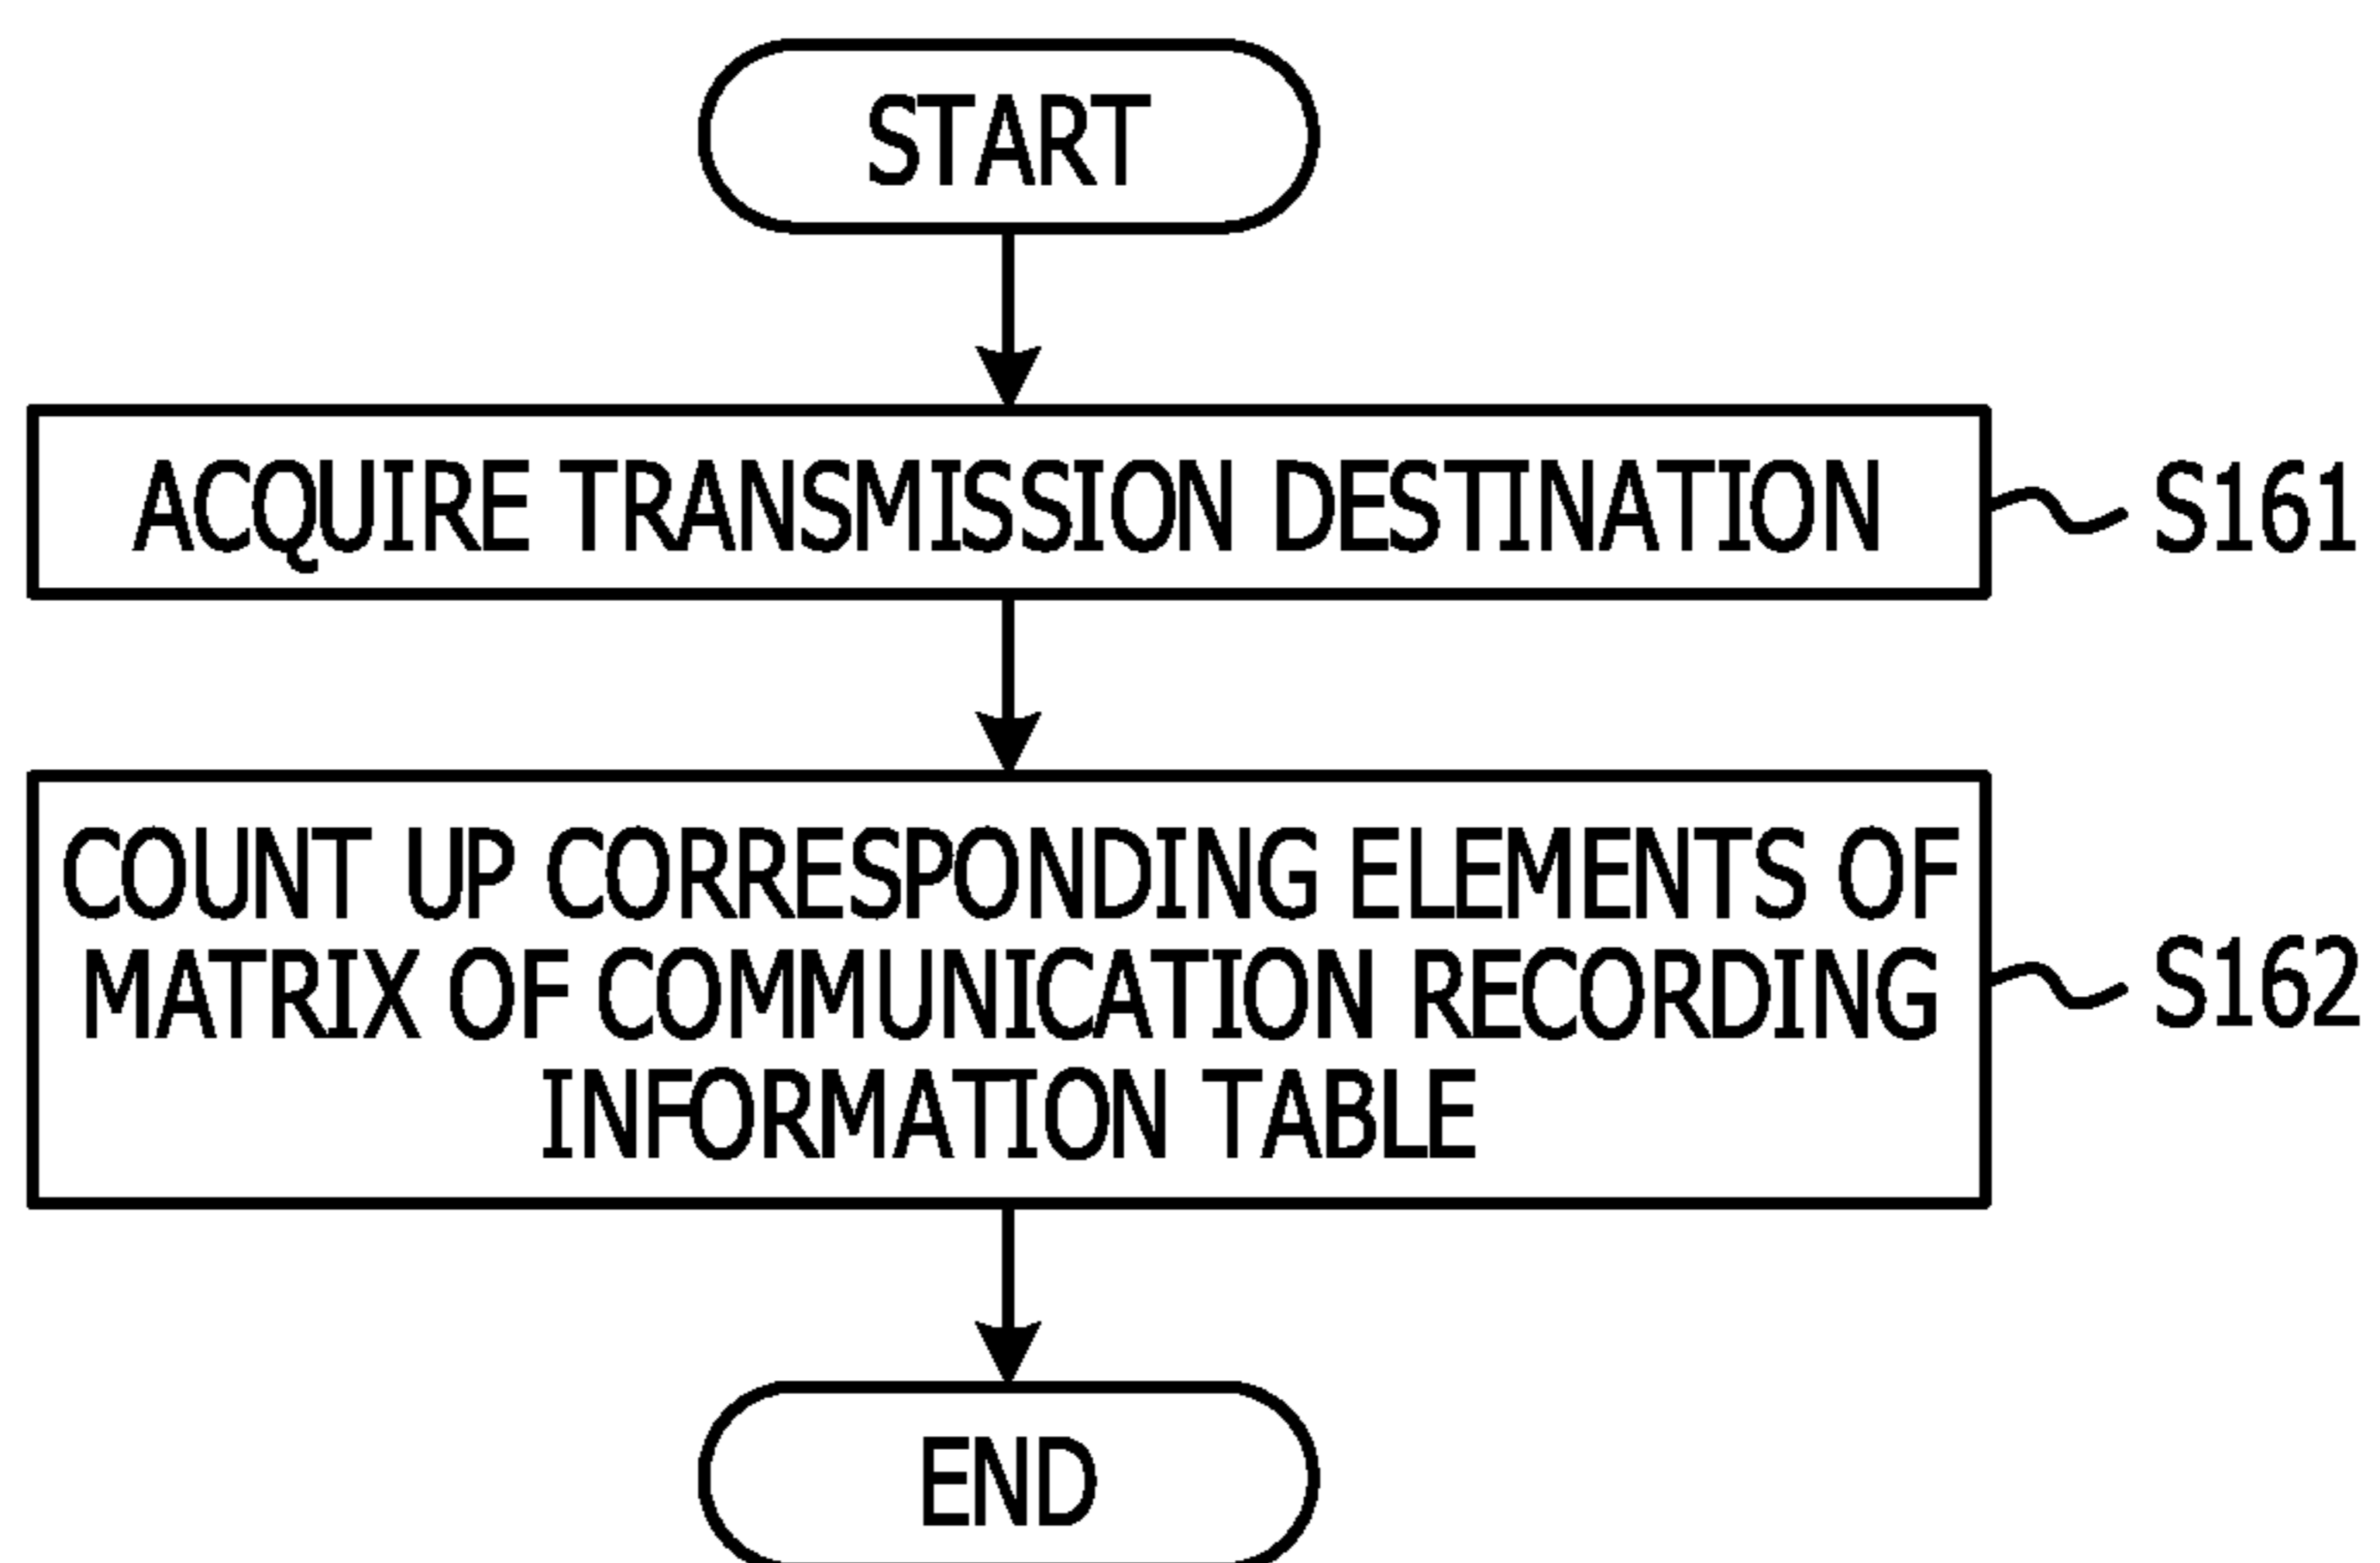 START
ACQUIRE TRANSMISSION DESTINATION
S161
COUNT UP CORRESPONDING ELEMENTS OF
MATRIX OF COMMUNICATION RECORDING
INFORMATION TABLE
S162
END